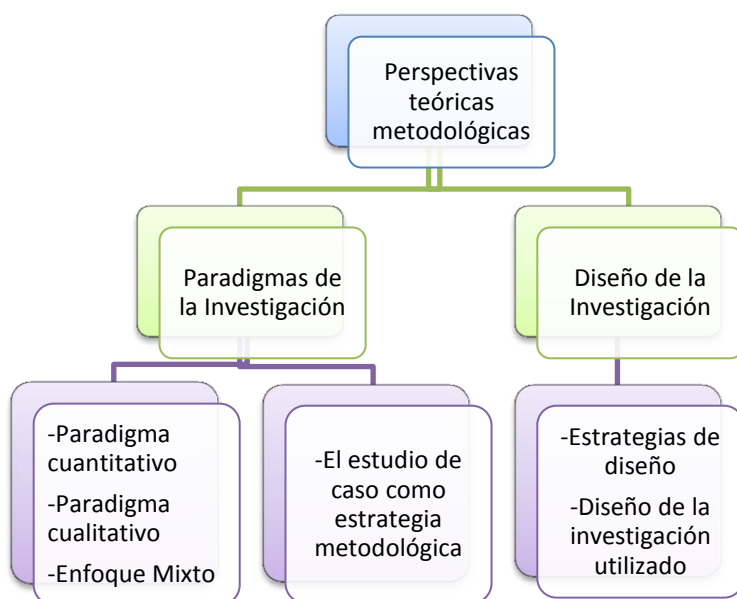 Perspectivas
teóricas
metodológicas
Paradigmas de
la Investigación
Diseño de la
Investigación
-Paradigma
cuantitativo
-Paradigma
cualitativo
-Enfoque Mixto
-El estudio de
caso como
estrategia
metodológica
-Estrategias de
diseño
-Diseño de la
investigación
utilizado